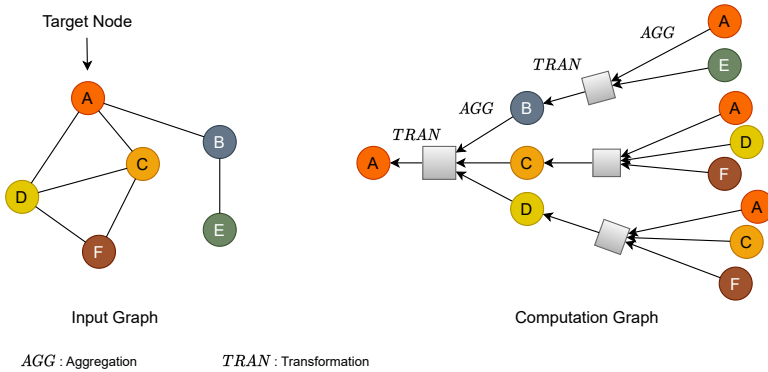 Target Node
A
B
C
D
E
F
Input Graph
AGG
TRAN
AGG
TRAN
A
B
C
D
A
E
A
D
F
A
C
F
Computation Graph
AGG : Aggregation
TRAN : Transformation